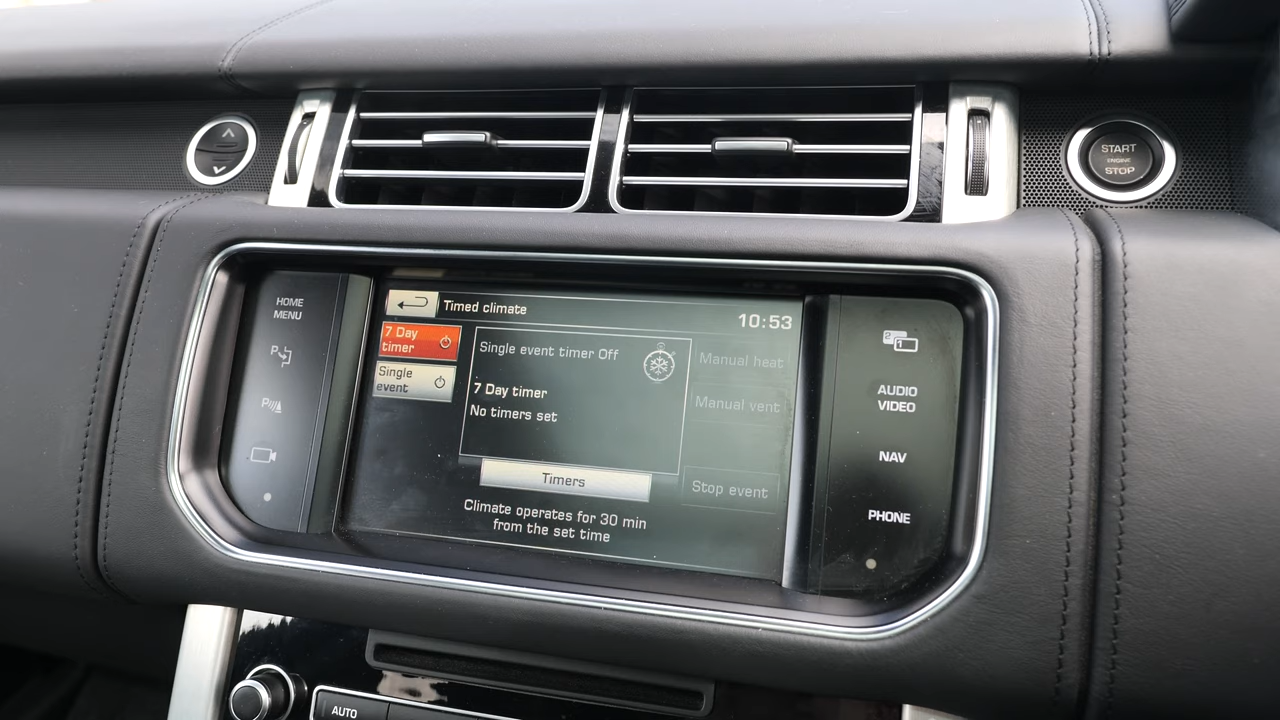 START
ENGINE
STOP
HOME
MENU
Timed climate
10:53
7 Day
timer
Single
event
Single event timer Off
7 Day timer
No timers set
Timers
Climate operates for 30 min
from the set time
Manual heat
Manual vent
Stop event
2
1
AUDIO
VIDEO
NAV
PHONE
P
P
AUTO